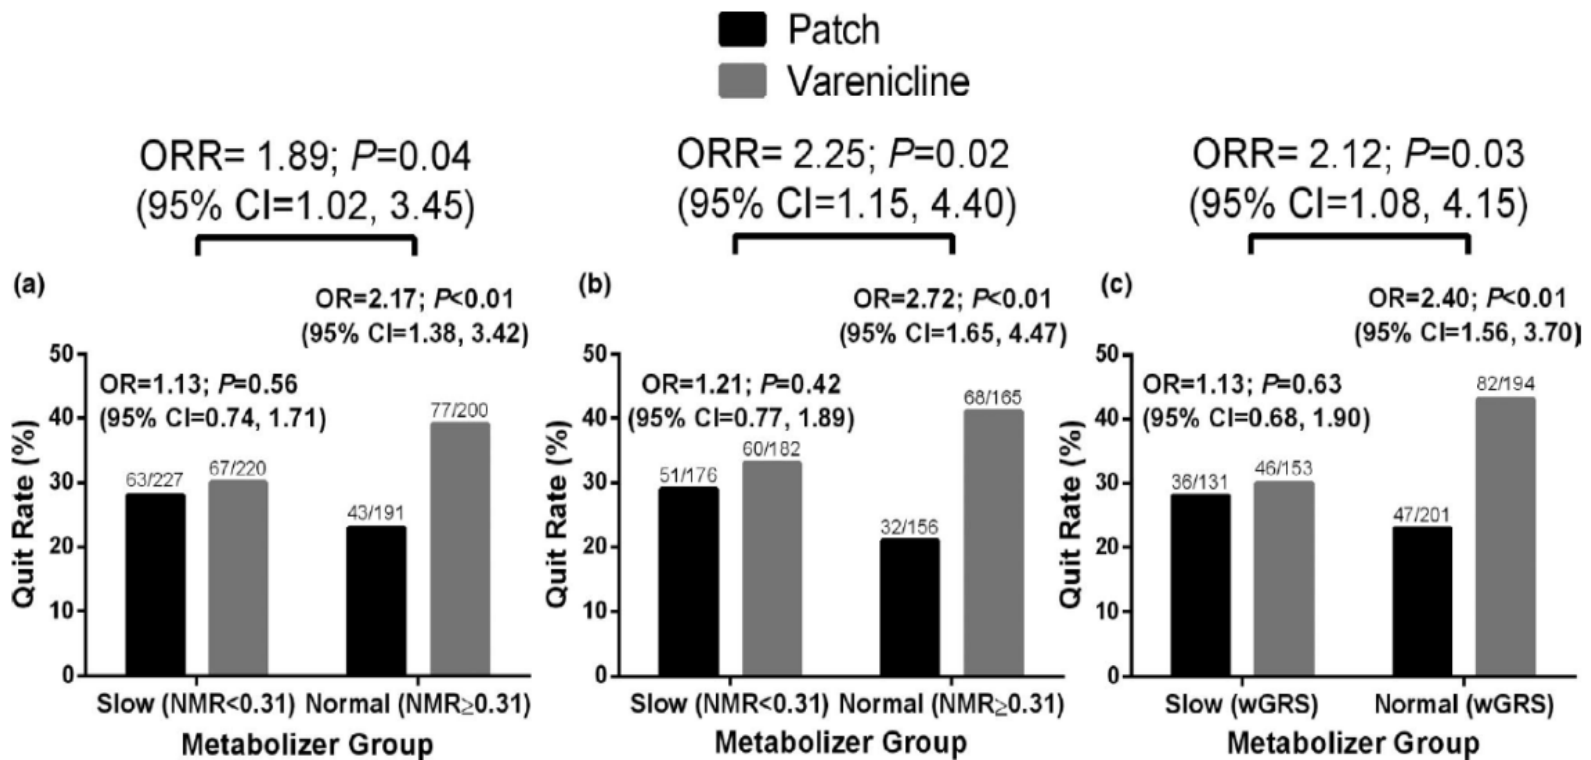 Patch
Varenicline
ORR= 1.89; P=0.04
(95% CI=1.02, 3.45)
ORR= 2.25; P=0.02
(95% CI=1.15, 4.40)
ORR= 2.12; P=0.03
(95% CI=1.08, 4.15)
(a)
OR=2.17; P<0.01
(95% CI=1.38, 3.42)
OR=1.13; P=0.56
(95% CI=0.74, 1.71)
50
40
30
20
10
0
Quit Rate (%)
63/227
67/220
43/191
77/200
Slow (NMR<0.31)
Normal (NMR≥0.31)
Metabolizer Group
(b)
OR=2.72; P<0.01
(95% CI=1.65, 4.47)
OR=1.21; P=0.42
(95% CI=0.77, 1.89)
50
40
30
20
10
0
Quit Rate (%)
51/176
60/182
32/156
68/165
Slow (NMR<0.31)
Normal (NMR≥0.31)
Metabolizer Group
(c)
OR=2.40; P<0.01
(95% CI=1.56, 3.70)
OR=1.13; P=0.63
(95% CI=0.68, 1.90)
50
40
30
20
10
0
Quit Rate (%)
36/131
46/153
47/201
82/194
Slow (wGRS)
Normal (wGRS)
Metabolizer Group